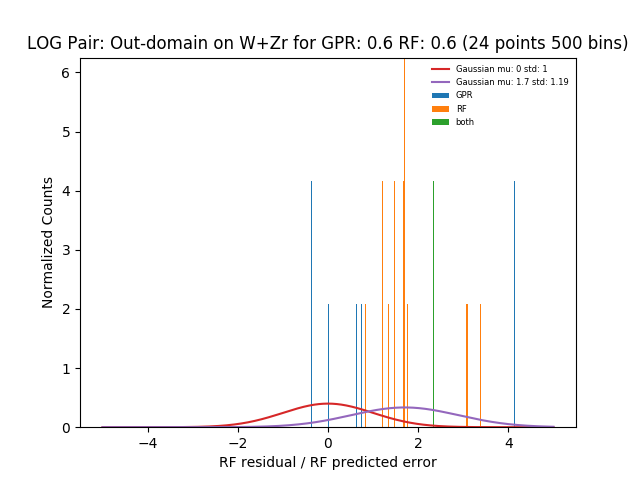 LOG Pair: Out-domain on W+Zr for GPR: 0.6 RF: 0.6 (24 points 500 bins)
Gaussian mu: 0 std: 1
Gaussian mu: 1.7 std: 1.19
GPR
RF
both
Normalized Counts
6
5
4
3
2
1
0
−4 −2 0 2 4
RF residual / RF predicted error